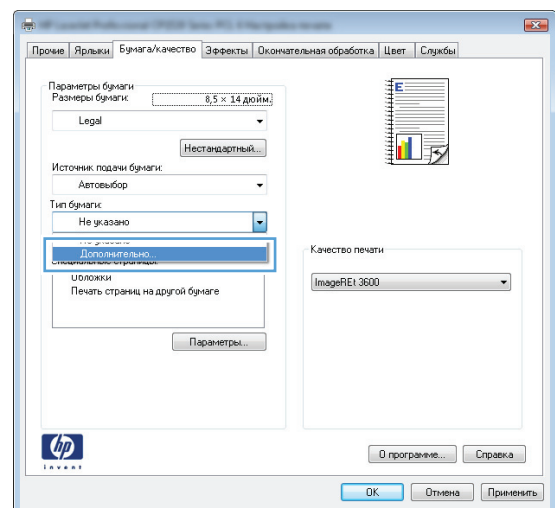 Прочие Ярлыки Бумага/качество Эффекты Окончательная обработка Цвет Службы
Параметры бумаги
Размеры бумаги: 8,5 × 14 дюйм.
Legal
Нестандартный...
Источник подачи бумаги:
Автовыбор
Тип бумаги:
Не указано
Дополнительно...
Обложки
Печать страниц на другой бумаге
Параметры...
E
Качество печати
ImageREt 3600
hp
invent
О программе... Справка
OK Отмена Применить